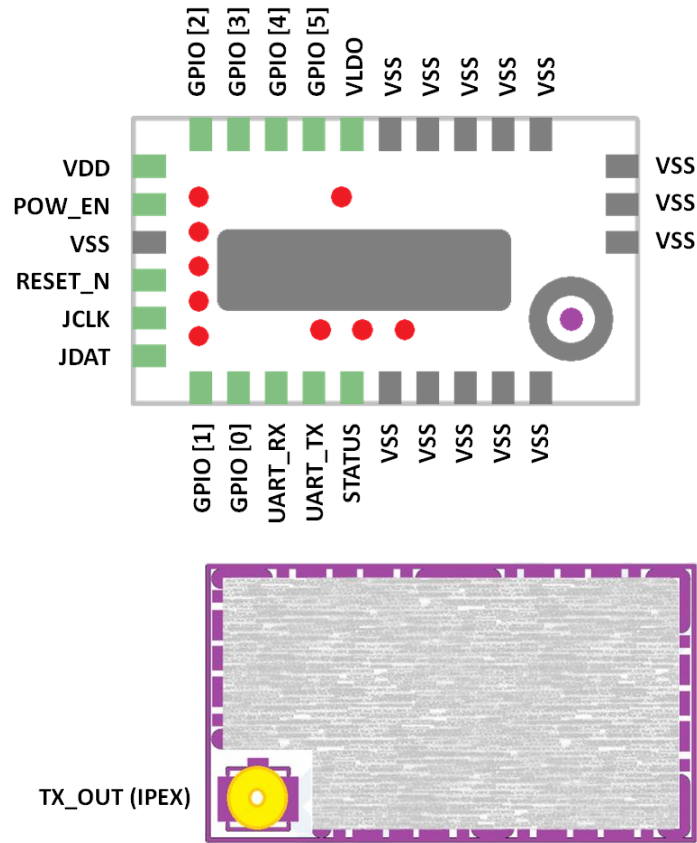 GPIO [2]
GPIO [3]
GPIO [4]
GPIO [5]
VLDO
VSS
VSS
VSS
VSS
VSS
VDD
POW_EN
VSS
RESET_N
JCLK
JDAT
VSS
VSS
VSS
GPIO [1]
GPIO [0]
UART_RX
UART_TX
STATUS
VSS
VSS
VSS
VSS
VSS
TX_OUT (IPEX)